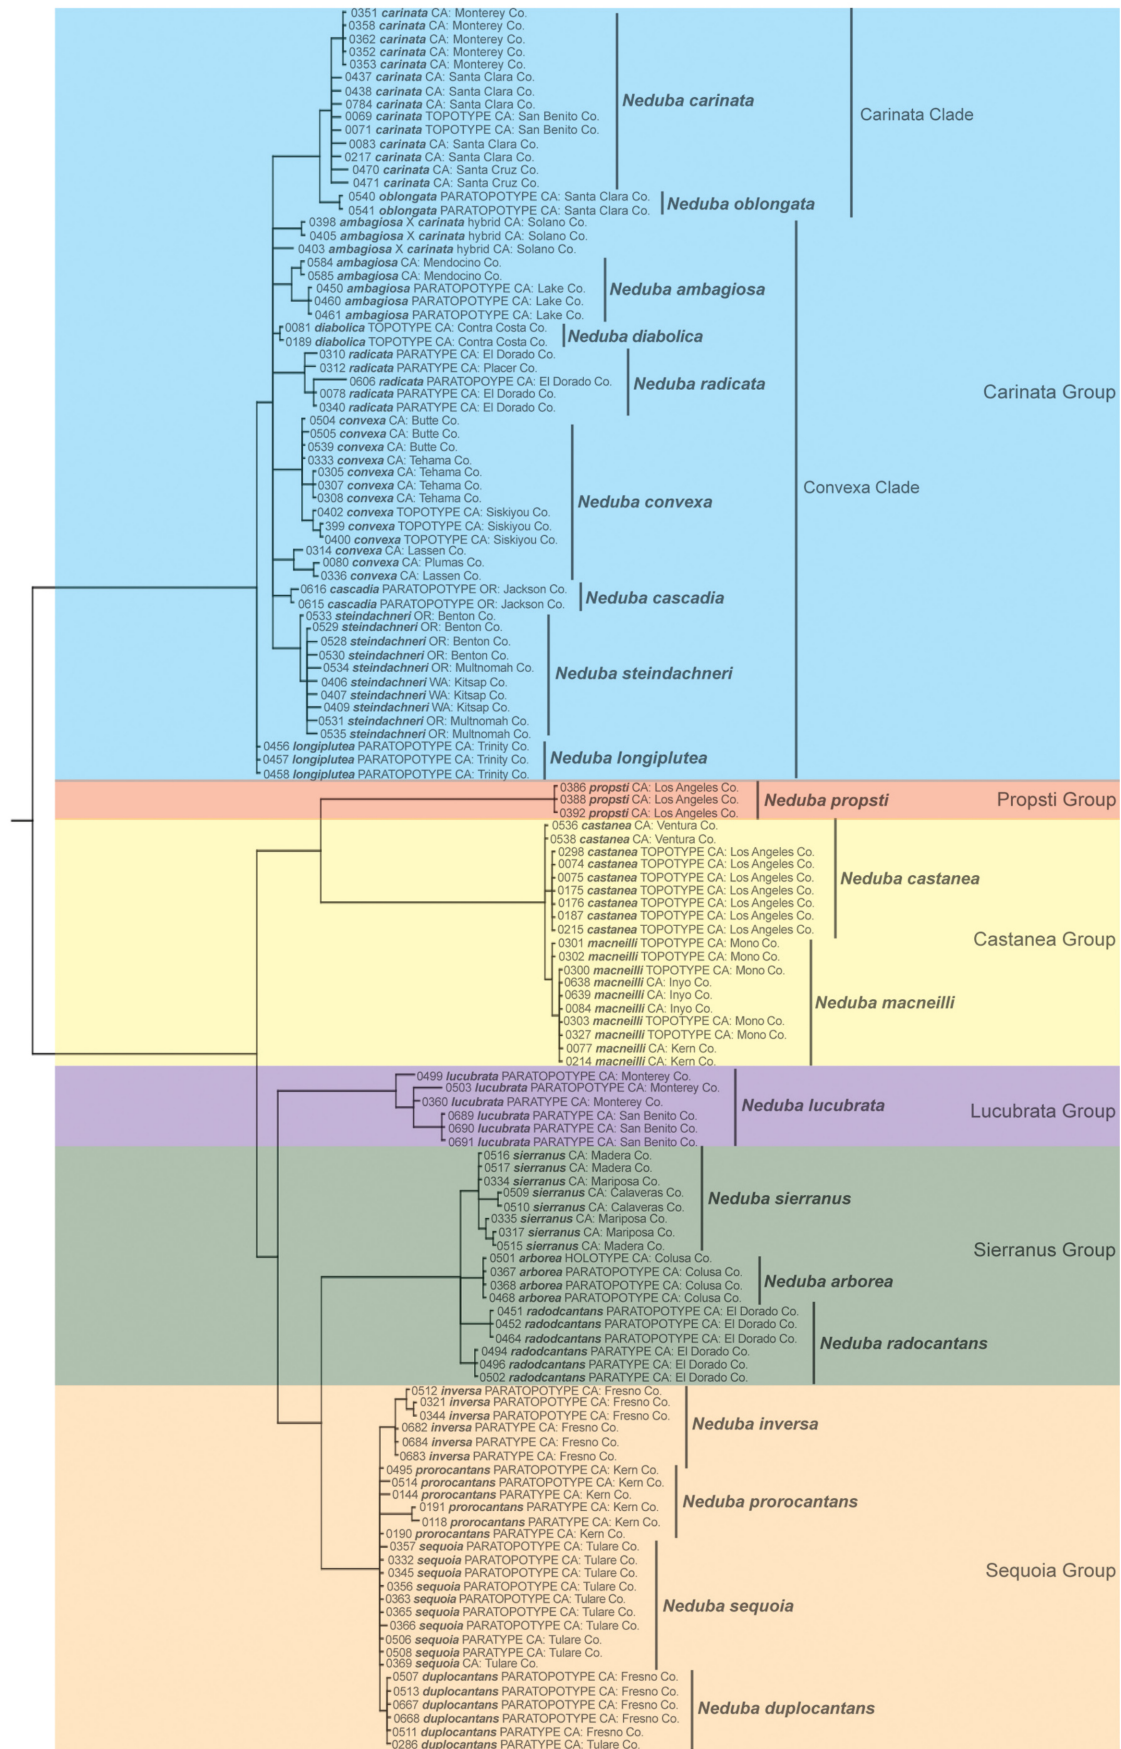 0351 carinata CA: Monterey Co.
0358 carinata CA: Monterey Co.
0362 carinata CA: Monterey Co.
0352 carinata CA: Monterey Co.
0353 carinata CA: Monterey Co.
0437 carinata CA: Santa Clara Co.
0438 carinata CA: Santa Clara Co.
0784 carinata CA: Santa Clara Co.
0069 carinata TOPOTYPE CA: San Benito Co.
0071 carinata TOPOTYPE CA: San Benito Co.
0083 carinata CA: Santa Clara Co.
0217 carinata CA: Santa Clara Co.
0470 carinata CA: Santa Cruz Co.
0471 carinata CA: Santa Cruz Co.
Neduba carinata
Carinata Clade
0540 oblongata PARATOPOTYPE CA: Santa Clara Co.
0541 oblongata PARATOPOTYPE CA: Santa Clara Co.
Neduba oblongata
0398 ambagiosa X carinata hybrid CA: Solano Co.
0405 ambagiosa X carinata hybrid CA: Solano Co.
0403 ambagiosa X carinata hybrid CA: Solano Co.
0584 ambagiosa CA: Mendocino Co.
0585 ambagiosa CA: Mendocino Co.
0450 ambagiosa PARATOPOTYPE CA: Lake Co.
0460 ambagiosa PARATOPOTYPE CA: Lake Co.
0461 ambagiosa PARATOPOTYPE CA: Lake Co.
Neduba ambagiosa
0081 diabolica TOPOTYPE CA: Contra Costa Co.
0189 diabolica TOPOTYPE CA: Contra Costa Co.
Neduba diabolica
0310 radicata PARATYPE CA: El Dorado Co.
0312 radicata PARATYPE CA: Placer Co.
0606 radicata PARATOPOYPE CA: El Dorado Co.
0078 radicata PARATYPE CA: El Dorado Co.
0340 radicata PARATYPE CA: El Dorado Co.
Neduba radicata
Carinata Group
0504 convexa CA: Butte Co.
0505 convexa CA: Butte Co.
0539 convexa CA: Butte Co.
0333 convexa CA: Tehama Co.
0305 convexa CA: Tehama Co.
0307 convexa CA: Tehama Co.
0308 convexa CA: Tehama Co.
0402 convexa TOPOTYPE CA: Siskiyou Co.
399 convexa TOPOTYPE CA: Siskiyou Co.
0400 convexa TOPOTYPE CA: Siskiyou Co.
0314 convexa CA: Lassen Co.
0080 convexa CA: Plumas Co.
0336 convexa CA: Lassen Co.
Neduba convexa
Convexa Clade
0616 cascadia PARATOPOTYPE OR: Jackson Co.
0615 cascadia PARATOPOTYPE OR: Jackson Co.
Neduba cascadia
0533 steindachneri OR: Benton Co.
0529 steindachneri OR: Benton Co.
0528 steindachneri OR: Benton Co.
0530 steindachneri OR: Benton Co.
0534 steindachneri OR: Multnomah Co.
0406 steindachneri WA: Kitsap Co.
0407 steindachneri WA: Kitsap Co.
0409 steindachneri WA: Kitsap Co.
0531 steindachneri OR: Multnomah Co.
0535 steindachneri OR: Multnomah Co.
Neduba steindachneri
0456 longiplutea PARATOPOTYPE CA: Trinity Co.
0457 longiplutea PARATOPOTYPE CA: Trinity Co.
0458 longiplutea PARATOPOTYPE CA: Trinity Co.
Neduba longiplutea
0386 propsti CA: Los Angeles Co.
0388 propsti CA: Los Angeles Co.
0392 propsti CA: Los Angeles Co.
Neduba propsti
Propsti Group
0536 castanea CA: Ventura Co.
0538 castanea CA: Ventura Co.
0298 castanea TOPOTYPE CA: Los Angeles Co.
0074 castanea TOPOTYPE CA: Los Angeles Co.
0075 castanea TOPOTYPE CA: Los Angeles Co.
0175 castanea TOPOTYPE CA: Los Angeles Co.
0176 castanea TOPOTYPE CA: Los Angeles Co.
0187 castanea TOPOTYPE CA: Los Angeles Co.
0215 castanea TOPOTYPE CA: Los Angeles Co.
Neduba castanea
Castanea Group
0301 macneilli TOPOTYPE CA: Mono Co.
0302 macneilli TOPOTYPE CA: Mono Co.
0300 macneilli TOPOTYPE CA: Mono Co.
0638 macneilli CA: Inyo Co.
0639 macneilli CA: Inyo Co.
0084 macneilli CA: Inyo Co.
0303 macneilli TOPOTYPE CA: Mono Co.
0327 macneilli TOPOTYPE CA: Mono Co.
0077 macneilli CA: Kern Co.
0214 macneilli CA: Kern Co.
Neduba macneilli
0499 lucubrata PARATOPOTYPE CA: Monterey Co.
0503 lucubrata PARATOPOTYPE CA: Monterey Co.
0360 lucubrata PARATYPE CA: Monterey Co.
0689 lucubrata PARATYPE CA: San Benito Co.
0690 lucubrata PARATYPE CA: San Benito Co.
0691 lucubrata PARATYPE CA: San Benito Co.
Neduba lucubrata
Lucubrata Group
0516 sierranus CA: Madera Co.
0517 sierranus CA: Madera Co.
0334 sierranus CA: Mariposa Co.
0509 sierranus CA: Calaveras Co.
0510 sierranus CA: Calaveras Co.
0335 sierranus CA: Mariposa Co.
0317 sierranus CA: Mariposa Co.
0515 sierranus CA: Madera Co.
Neduba sierranus
Sierranus Group
0501 arborea HOLOTYPE CA: Colusa Co.
0367 arborea PARATOPOTYPE CA: Colusa Co.
0368 arborea PARATOPOTYPE CA: Colusa Co.
0468 arborea PARATOPOTYPE CA: Colusa Co.
Neduba arborea
0451 radodcantans PARATOPOTYPE CA: El Dorado Co.
0452 radodcantans PARATOPOTYPE CA: El Dorado Co.
0464 radodcantans PARATOPOTYPE CA: El Dorado Co.
0494 radodcantans PARATYPE CA: El Dorado Co.
0496 radodcantans PARATYPE CA: El Dorado Co.
0502 radodcantans PARATYPE CA: El Dorado Co.
Neduba radocantans
0512 inversa PARATOPOTYPE CA: Fresno Co.
0321 inversa PARATOPOTYPE CA: Fresno Co.
0344 inversa PARATOPOTYPE CA: Fresno Co.
0682 inversa PARATYPE CA: Fresno Co.
0684 inversa PARATYPE CA: Fresno Co.
0683 inversa PARATYPE CA: Fresno Co.
Neduba inversa
0495 prorocantans PARATOPOTYPE CA: Kern Co.
0514 prorocantans PARATOPOTYPE CA: Kern Co.
0144 prorocantans PARATYPE CA: Kern Co.
0191 prorocantans PARATYPE CA: Kern Co.
0118 prorocantans PARATYPE CA: Kern Co.
0190 prorocantans PARATYPE CA: Kern Co.
Neduba prorocantans
Sequoia Group
0357 sequoia PARATOPOTYPE CA: Tulare Co.
0332 sequoia PARATOPOTYPE CA: Tulare Co.
0345 sequoia PARATOPOTYPE CA: Tulare Co.
0356 sequoia PARATOPOTYPE CA: Tulare Co.
0363 sequoia PARATOPOTYPE CA: Tulare Co.
0365 sequoia PARATOPOTYPE CA: Tulare Co.
0366 sequoia PARATOPOTYPE CA: Tulare Co.
0506 sequoia PARATYPE CA: Tulare Co.
0508 sequoia PARATYPE CA: Tulare Co.
0369 sequoia CA: Tulare Co.
Neduba sequoia
0507 duplocantans PARATOPOTYPE CA: Fresno Co.
0513 duplocantans PARATOPOTYPE CA: Fresno Co.
0667 duplocantans PARATOPOTYPE CA: Fresno Co.
0668 duplocantans PARATOPOTYPE CA: Fresno Co.
0511 duplocantans PARATYPE CA: Fresno Co.
0286 duplocantans PARATYPE CA: Tulare Co.
Neduba duplocantans